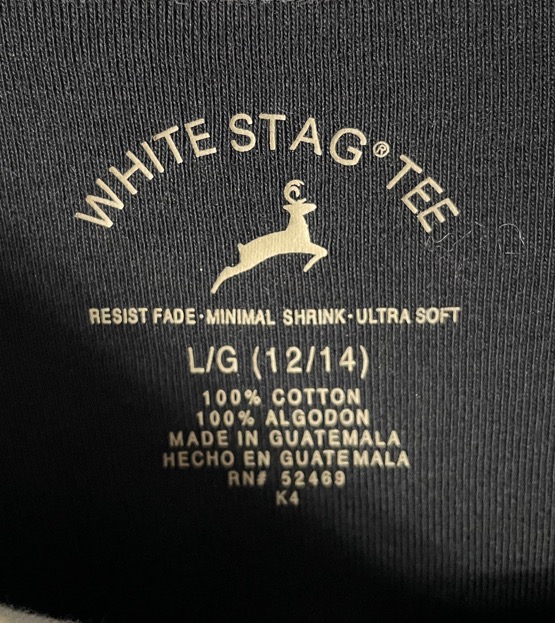 WHITE STAG® TEE
RESIST FADE·MINIMAL SHRINK·ULTRA SOFT
L/G (12/14)
100% COTTON
100% ALGODON
MADE IN GUATEMALA
HECHO EN GUATEMALA
RN# 52469
K4